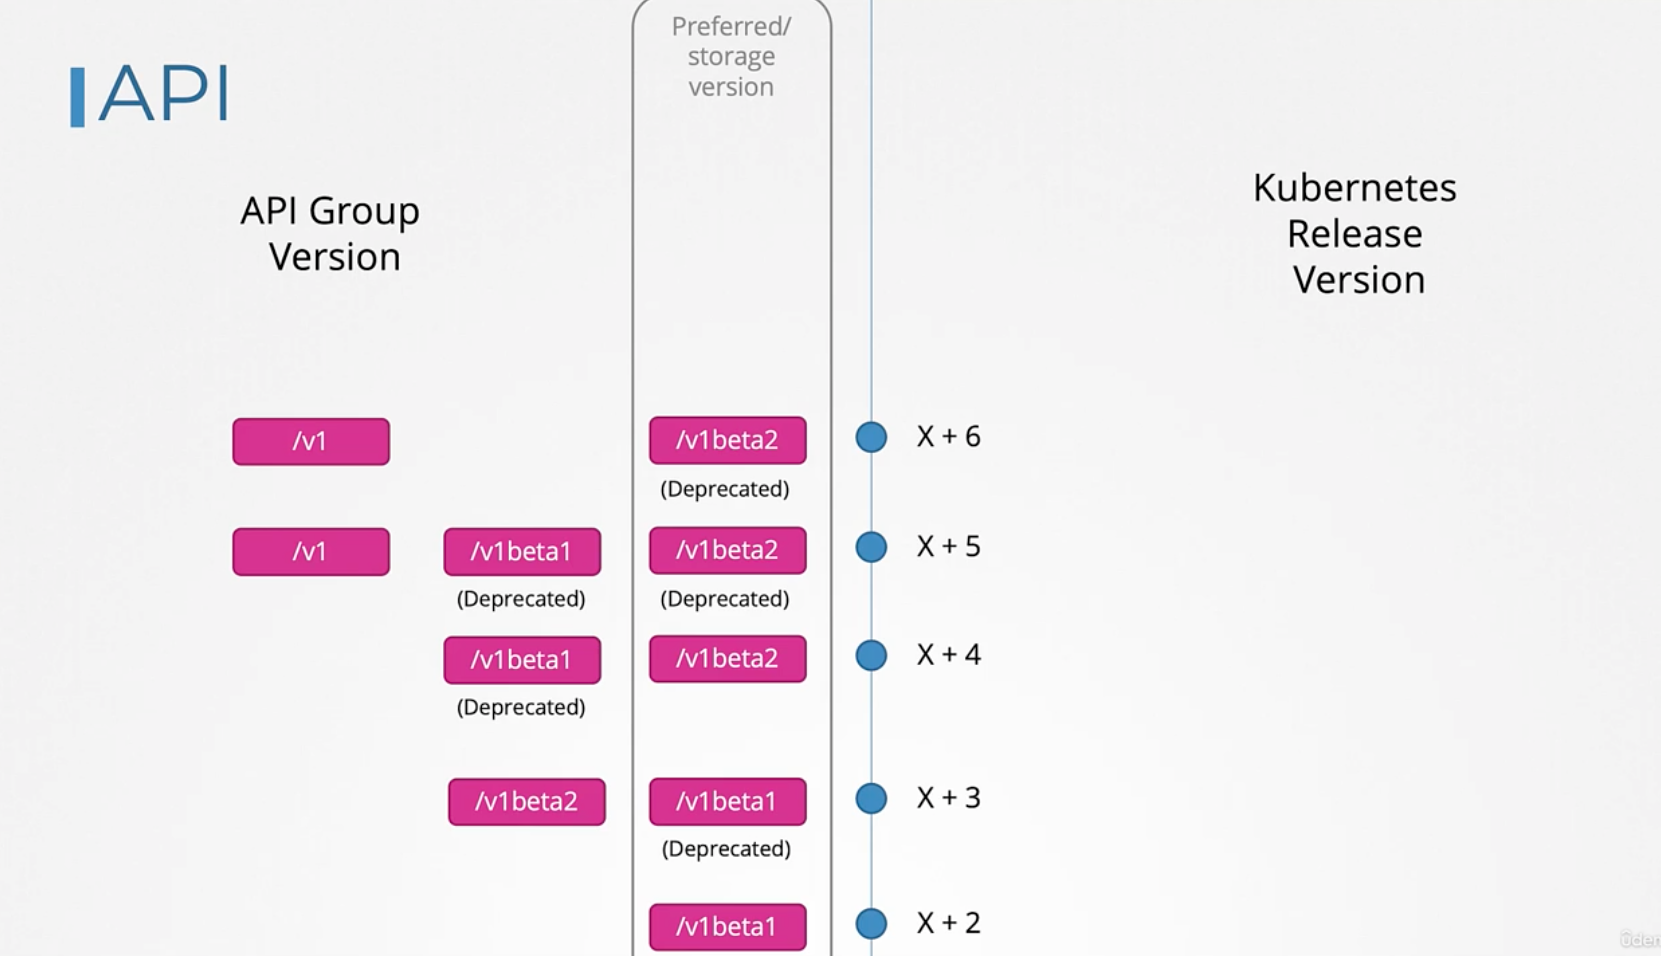 Preferred/
storage
version
API
API Group
Version
Kubernetes
Release
Version
/v1
/v1beta2
X + 6
(Deprecated)
/v1
/v1beta1
/v1beta2
X + 5
(Deprecated)
(Deprecated)
/v1beta1
/v1beta2
X + 4
(Deprecated)
/v1beta2
/v1beta1
X + 3
(Deprecated)
/v1beta1
X + 2